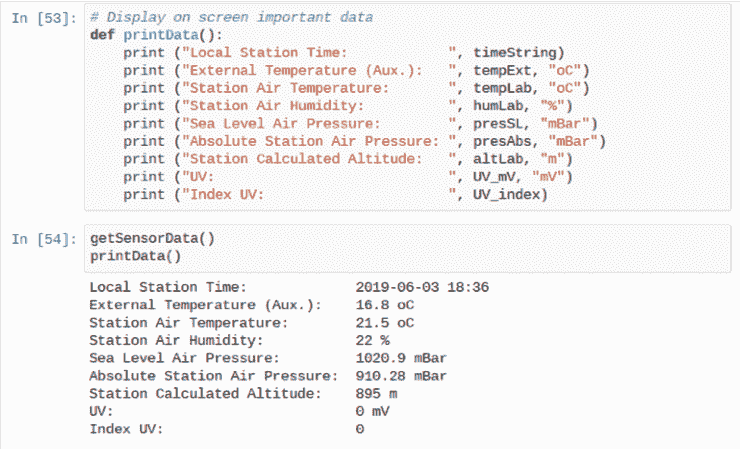 In [53]: # Display on screen important data
def printData():
    print ("Local Station Time:             ", timeString)
    print ("External Temperature (Aux.):   ", tempExt, "oC")
    print ("Station Air Temperature:       ", tempLab, "oC")
    print ("Station Air Humidity:          ", humLab, "%")
    print ("Sea Level Air Pressure:        ", presSL, "mBar")
    print ("Absolute Station Air Pressure: ", presAbs, "mBar")
    print ("Station Calculated Altitude:   ", altLab, "m")
    print ("UV:                            ", UV_mV, "mV")
    print ("Index UV:                      ", UV_index)
In [54]: getSensorData()
printData()
Local Station Time:             2019-06-03 18:36
External Temperature (Aux.):    16.8 oC
Station Air Temperature:        21.5 oC
Station Air Humidity:           22 %
Sea Level Air Pressure:         1020.9 mBar
Absolute Station Air Pressure:  910.28 mBar
Station Calculated Altitude:    895 m
UV:                             0 mV
Index UV:                       0